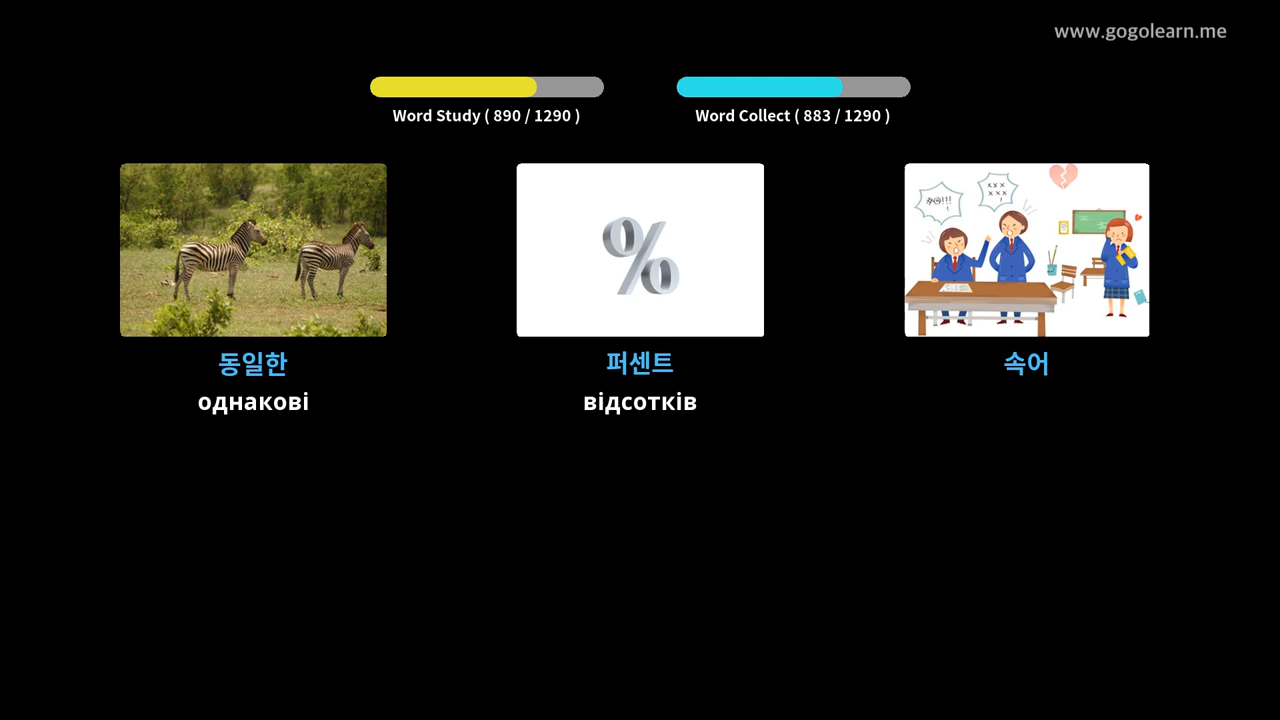 www.gogolearn.me
Word Study ( 890 / 1290 )
Word Collect ( 883 / 1290 )
동일한
퍼센트
속어
однакові
відсотків